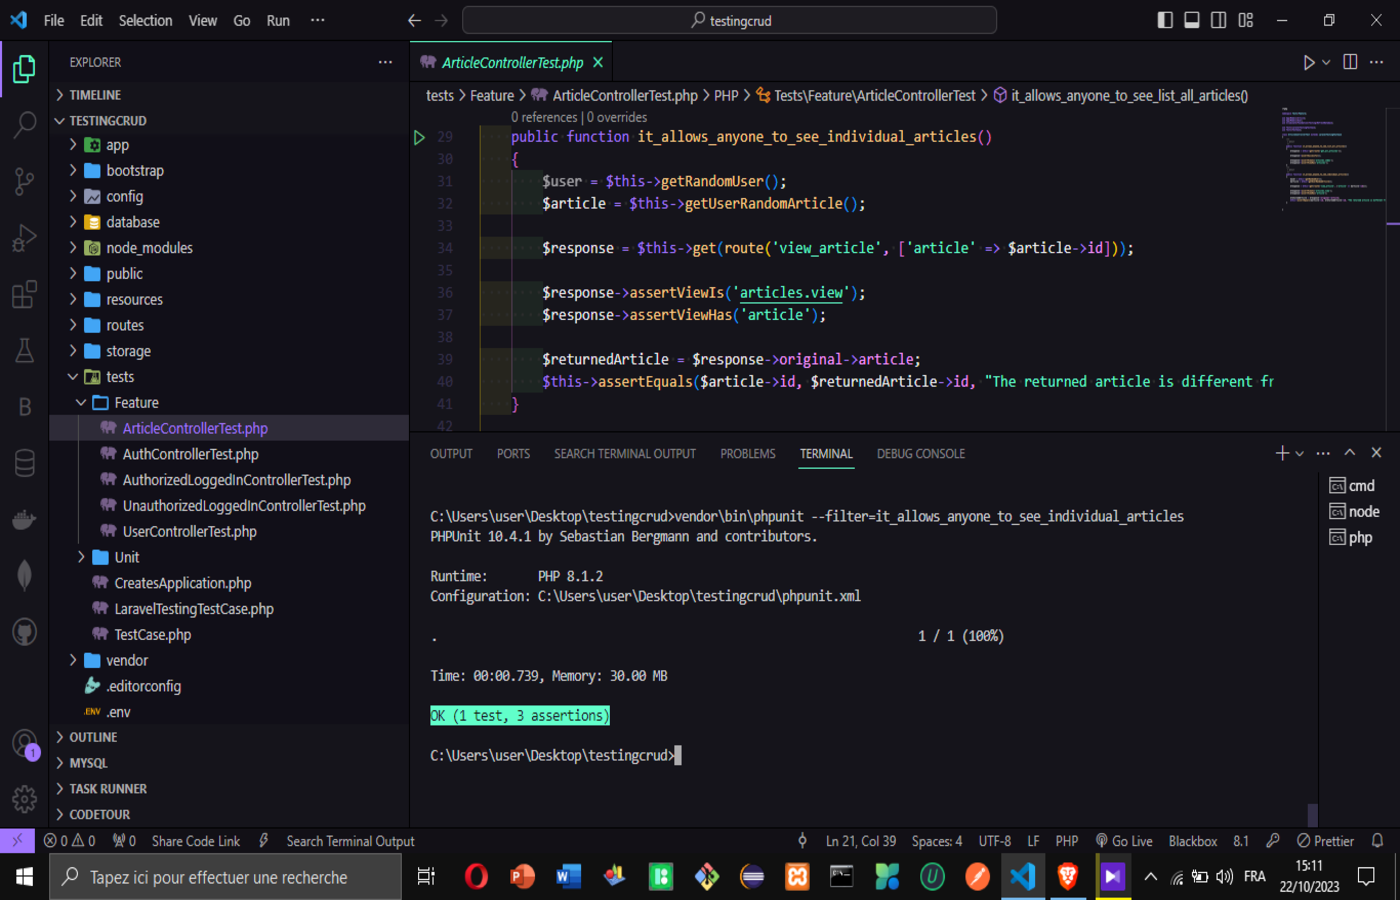 File Edit Selection View Go Run ···
testingcrud
EXPLORER
TIMELINE
TESTINGCRUD
app
bootstrap
config
database
node_modules
public
resources
routes
storage
tests
Feature
ArticleControllerTest.php
AuthControllerTest.php
AuthorizedLoggedInControllerTest.php
UnauthorizedLoggedInControllerTest.php
UserControllerTest.php
Unit
CreatesApplication.php
LaravelTestingTestCase.php
TestCase.php
vendor
.editorconfig
.ENV .env
OUTLINE
MYSQL
TASK RUNNER
CODETOUR
1
ArticleControllerTest.php
tests > Feature > ArticleControllerTest.php > PHP > Tests\Feature\ArticleControllerTest > it_allows_anyone_to_see_list_all_articles()
0 references | 0 overrides
29 public function it_allows_anyone_to_see_individual_articles()
30 {
31 $user = $this->getRandomUser();
32 $article = $this->getUserRandomArticle();
33
34 $response = $this->get(route('view_article', ['article' => $article->id]));
35
36 $response->assertViewIs('articles.view');
37 $response->assertViewHas('article');
38
39 $returnedArticle = $response->original->article;
40 $this->assertEquals($article->id, $returnedArticle->id, "The returned article is different fr
41 }
42
OUTPUT PORTS SEARCH TERMINAL OUTPUT PROBLEMS TERMINAL DEBUG CONSOLE
cmd
node
php
C:\Users\user\Desktop\testingcrud>vendor\bin\phpunit --filter=it_allows_anyone_to_see_individual_articles
PHPUnit 10.4.1 by Sebastian Bergmann and contributors.
Runtime: PHP 8.1.2
Configuration: C:\Users\user\Desktop\testingcrud\phpunit.xml
. 1 / 1 (100%)
Time: 00:00.739, Memory: 30.00 MB
OK (1 test, 3 assertions)
C:\Users\user\Desktop\testingcrud>
0 0 0 Share Code Link Search Terminal Output Ln 21, Col 39 Spaces: 4 UTF-8 LF PHP Go Live Blackbox 8.1 Prettier
Tapez ici pour effectuer une recherche
FRA
15:11
22/10/2023